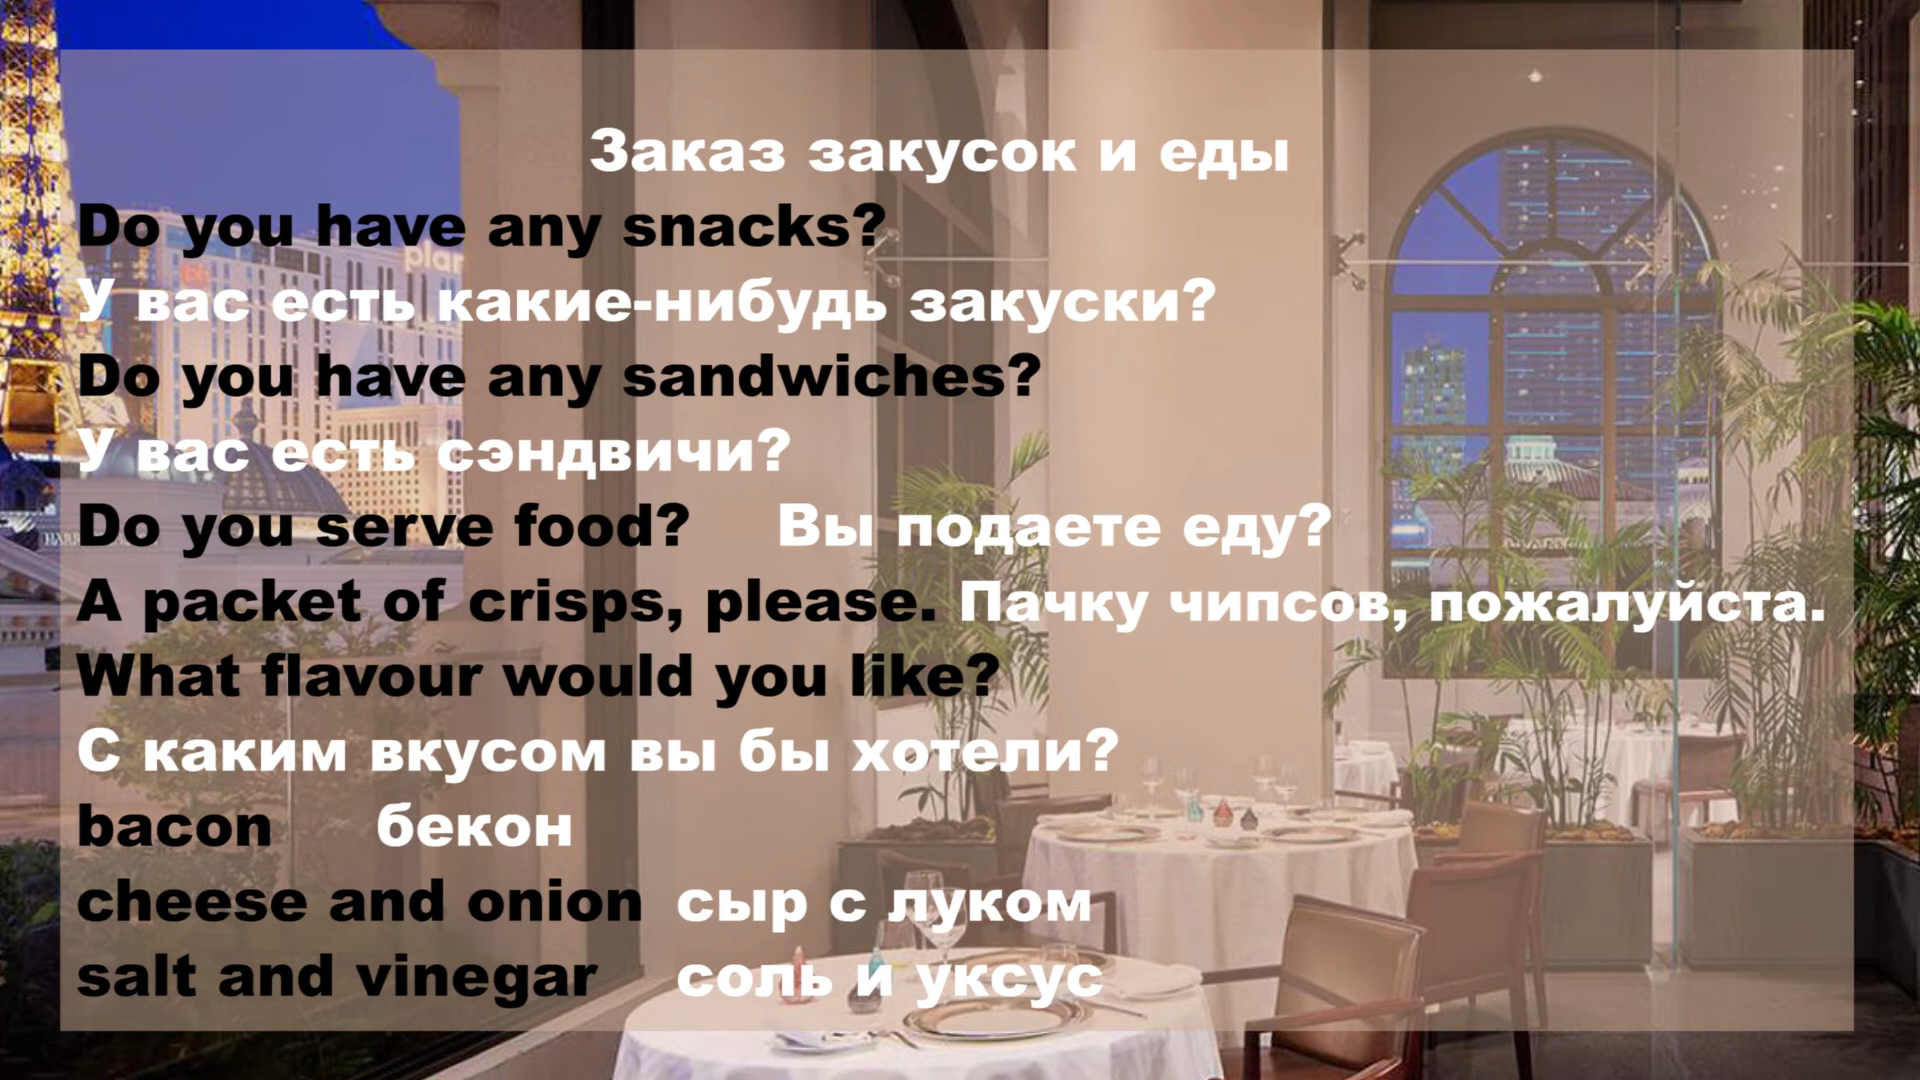 Заказ закусок и еды
Do you have any snacks?
У вас есть какие-нибудь закуски?
Do you have any sandwiches?
У вас есть сэндвичи?
Do you serve food? Вы подаете еду?
A packet of crisps, please. Пачку чипсов, пожалуйста.
What flavour would you like?
С каким вкусом вы бы хотели?
bacon бекон
cheese and onion сыр с луком
salt and vinegar соль и уксус